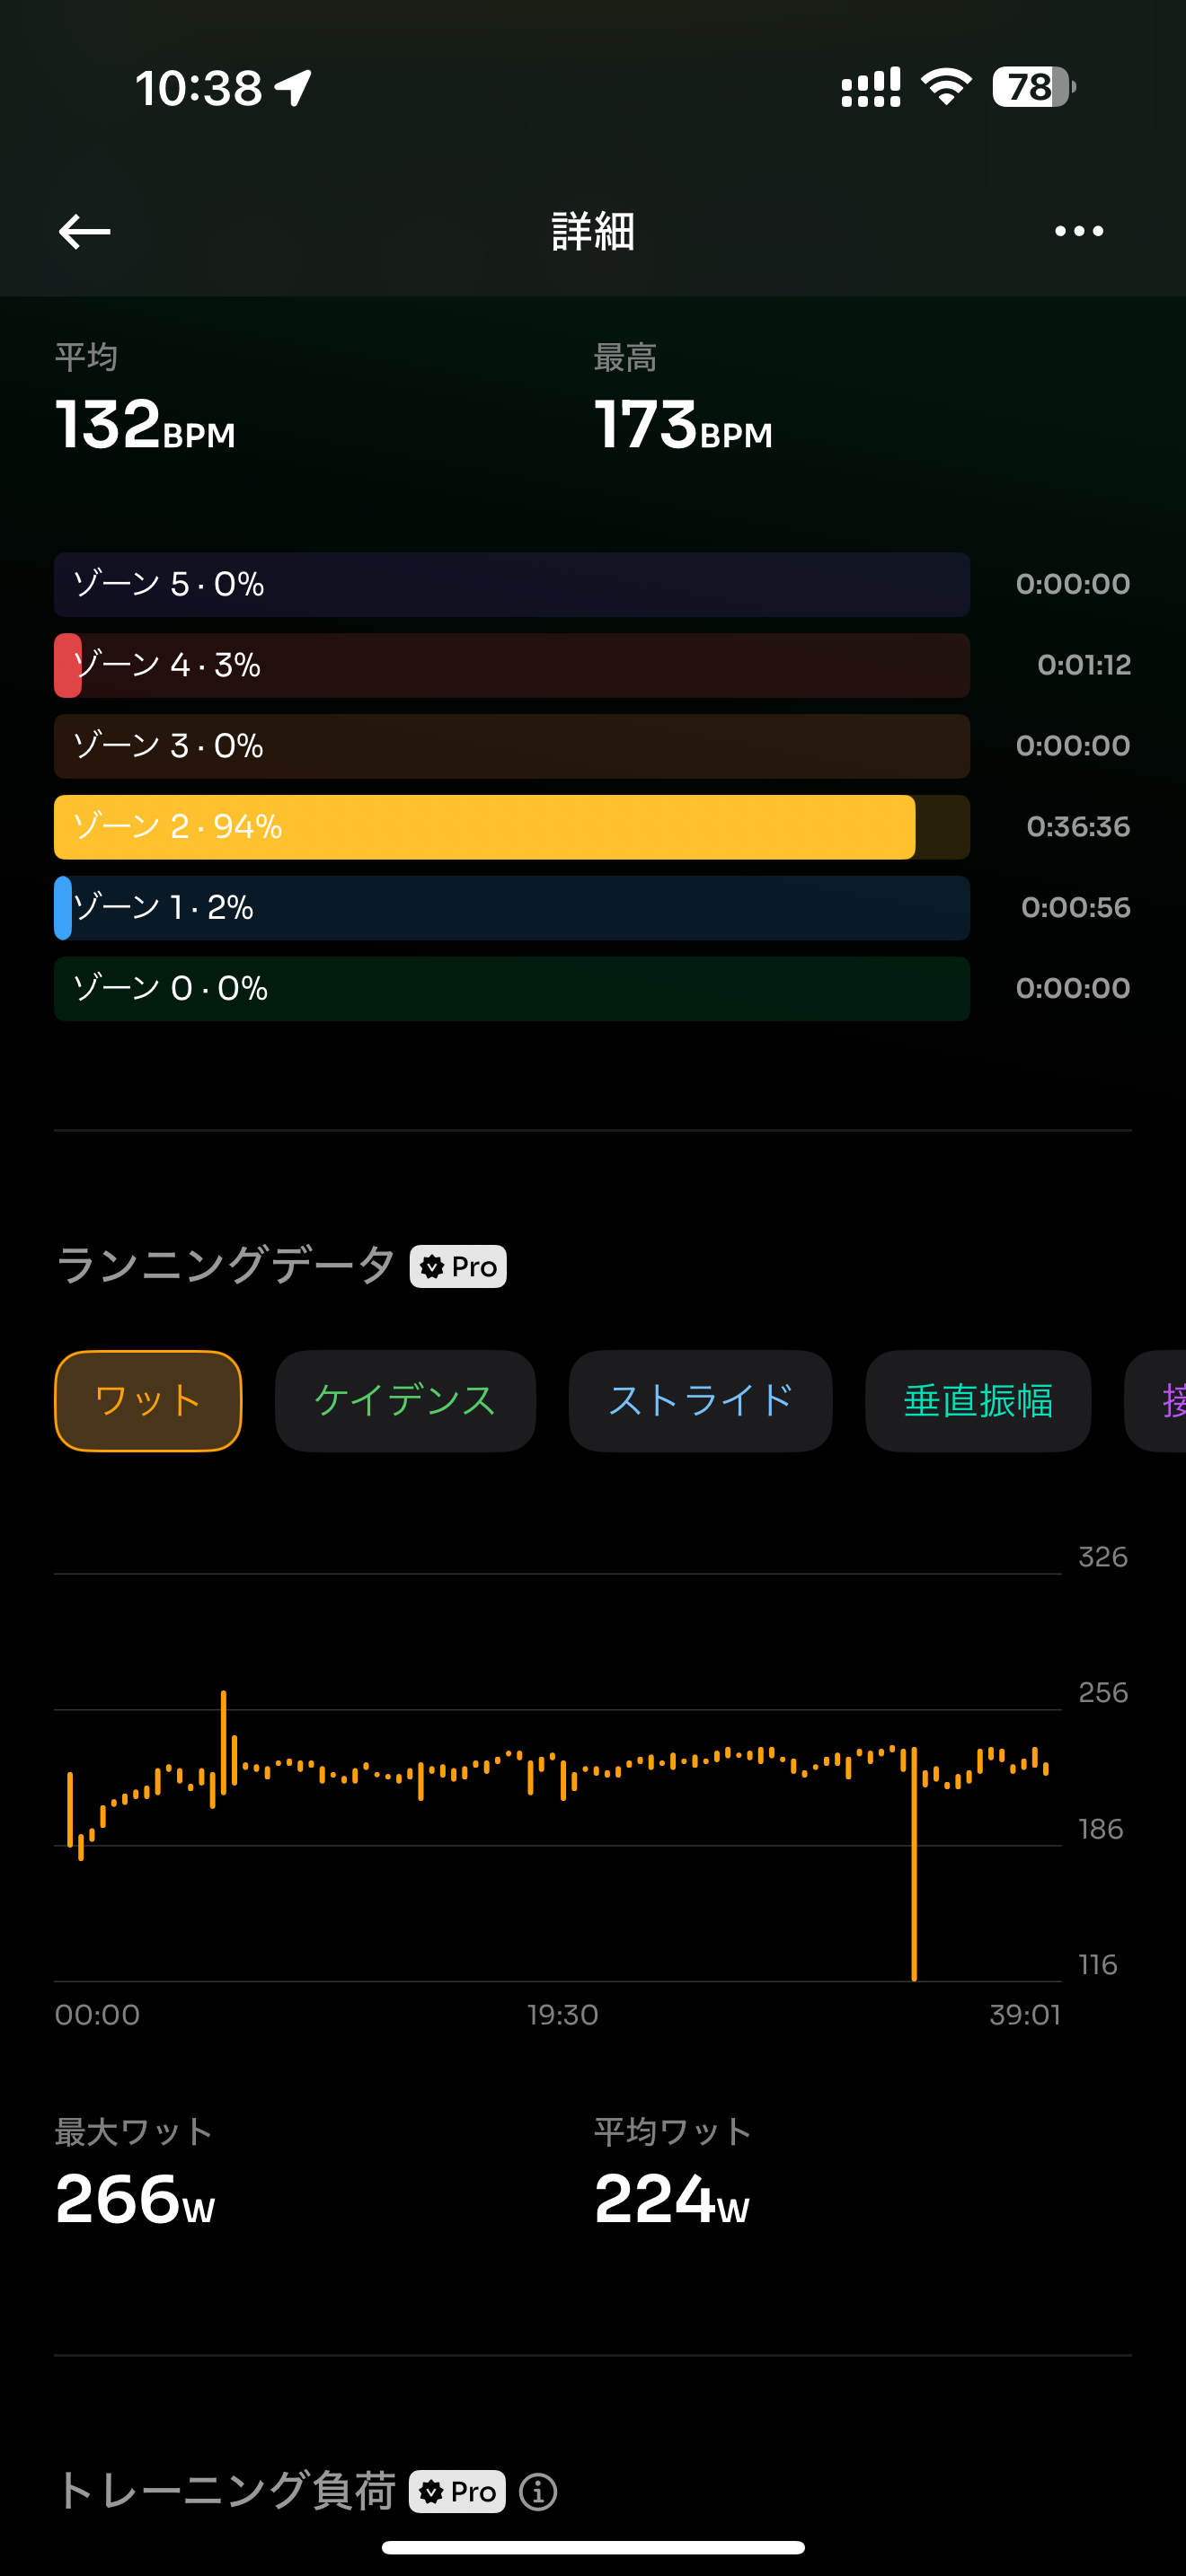 10:38
78
詳細
平均 最高
132BPM 173BPM
ゾーン 5 · 0% 0:00:00
ゾーン 4 · 3% 0:01:12
ゾーン 3 · 0% 0:00:00
ゾーン 2 · 94% 0:36:36
ゾーン 1 · 2% 0:00:56
ゾーン 0 · 0% 0:00:00
ランニングデータ Pro
ワット ケイデンス ストライド 垂直振幅 接
326
256
186
116
00:00 19:30 39:01
最大ワット 平均ワット
266W 224W
トレーニング負荷 Pro